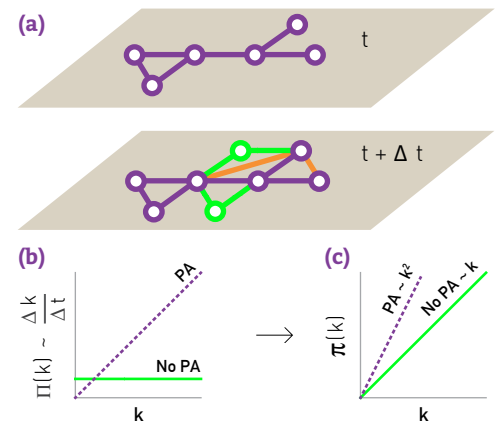 (a)
t
t + Δ t
(b)
(c)
Π(k) ~ Δk/Δt
PA
No PA
k
π(k)
PA ~ k²
No PA ~ k
k